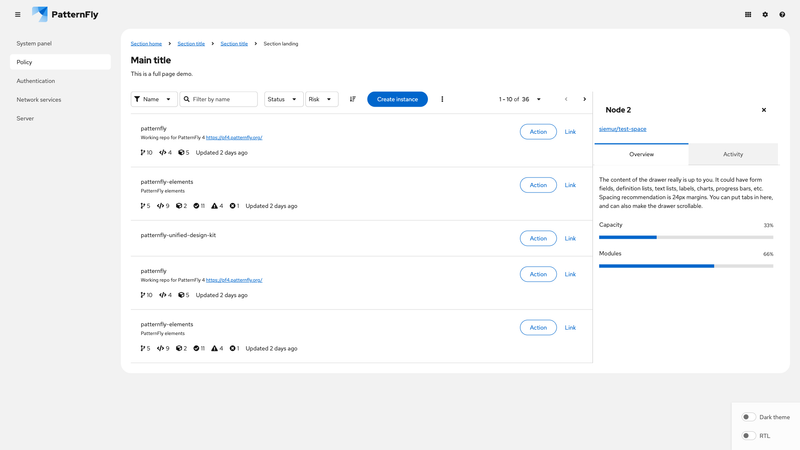 PatternFly
System panel
Policy
Authentication
Network services
Server
Section home
Section title
Section title
Section landing
Main title
This is a full page demo.
Name
Filter by name
Status
Risk
Create instance
1 - 10 of 36
patternfly
Working repo for PatternFly 4 https://pf4.patternfly.org/
10 4 5 Updated 2 days ago
Action
Link
patternfly-elements
PatternFly elements
5 9 2 11 4 1 Updated 2 days ago
Action
Link
patternfly-unified-design-kit
Action
Link
patternfly
Working repo for PatternFly 4 https://pf4.patternfly.org/
10 4 5 Updated 2 days ago
Action
Link
patternfly-elements
PatternFly elements
5 9 2 11 4 1 Updated 2 days ago
Action
Link
Node 2
siemur/test-space
Overview
Activity
The content of the drawer really is up to you. It could have form
fields, definition lists, text lists, labels, charts, progress bars, etc.
Spacing recommendation is 24px margins. You can put tabs in here,
and can also make the drawer scrollable.
Capacity
33%
Modules
66%
Dark theme
RTL